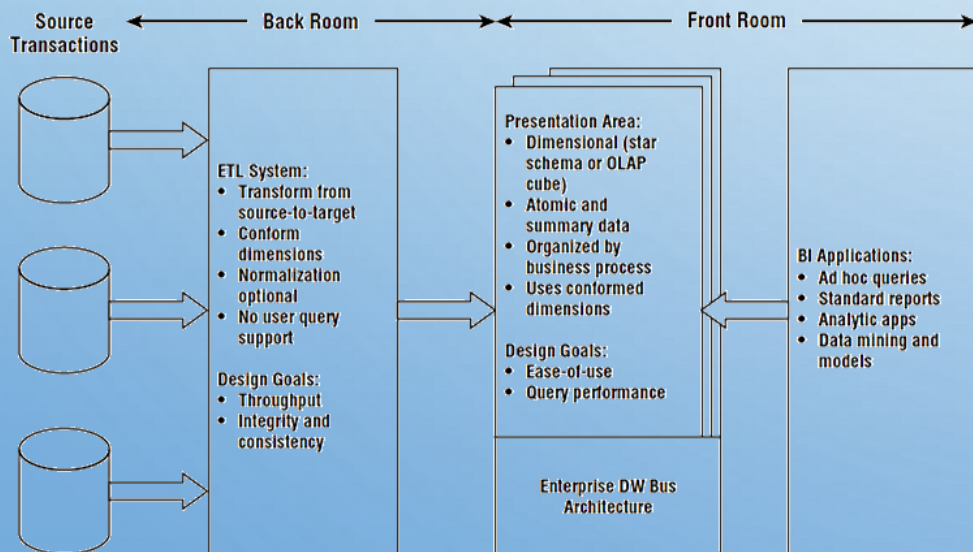 Source
Transactions
Back Room
Front Room
ETL System:
• Transform from
source-to-target
• Conform
dimensions
• Normalization
optional
• No user query
support
Design Goals:
• Throughput
• Integrity and
consistency
Presentation Area:
• Dimensional (star
schema or OLAP
cube)
• Atomic and
summary data
• Organized by
business process
• Uses conformed
dimensions
Design Goals:
• Ease-of-use
• Query performance
Enterprise DW Bus
Architecture
BI Applications:
• Ad hoc queries
• Standard reports
• Analytic apps
• Data mining and
models